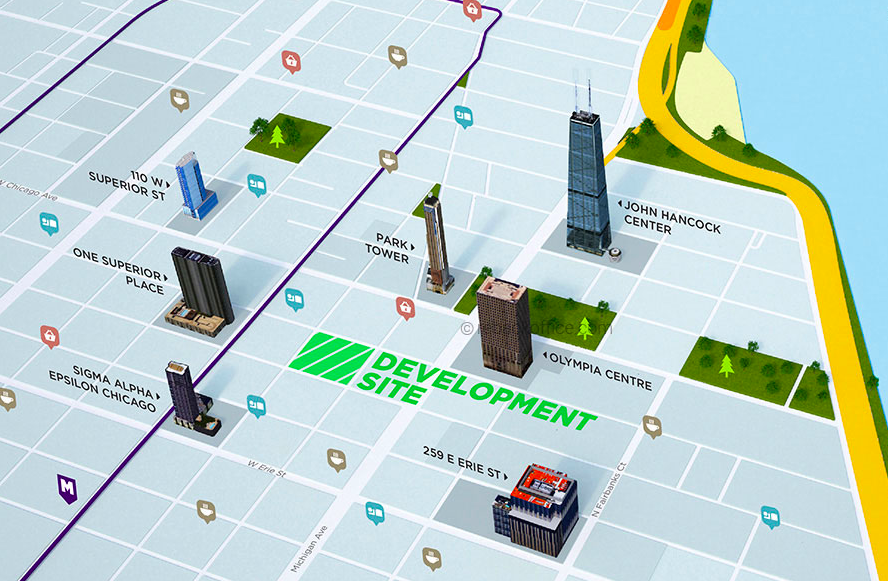 110 W
SUPERIOR ST
W Chicago Ave
JOHN HANCOCK
CENTER
PARK
TOWER
ONE SUPERIOR
PLACE
OLYMPIA CENTRE
SIGMA ALPHA
EPSILON CHICAGO
DEVELOPMENT
SITE
259 E ERIE ST
W Erie St
N Fairbanks Ct
Michigan Ave
M